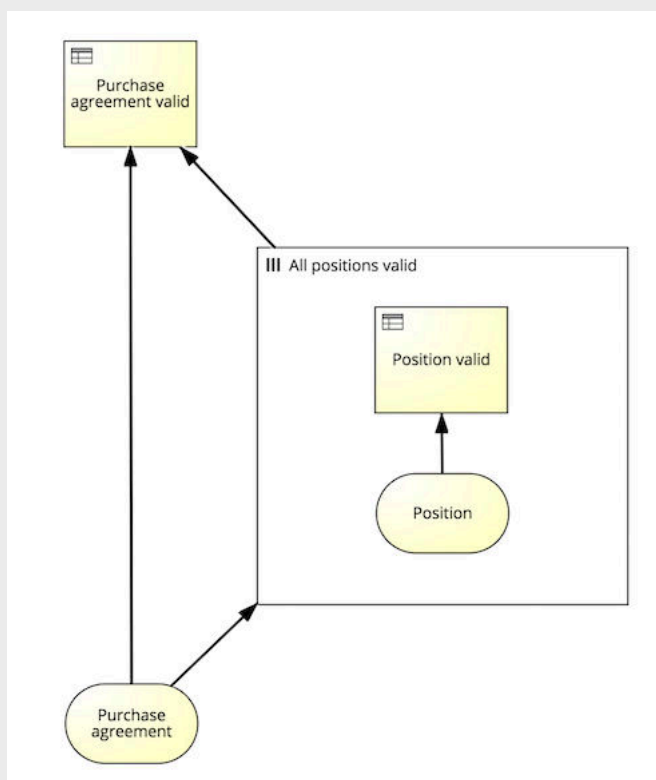 Purchase
agreement valid
All positions valid
Position valid
Position
Purchase
agreement